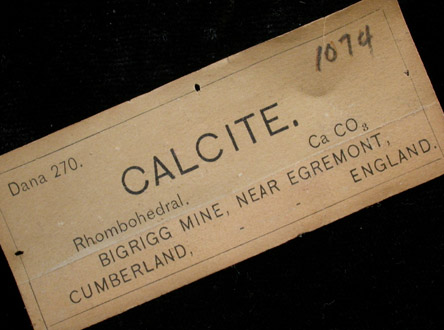 1074
Dana 270.
CALCITE.
Rhombohedral. Ca CO3
BIGRIGG MINE, NEAR EGREMONT,
CUMBERLAND, ENGLAND.